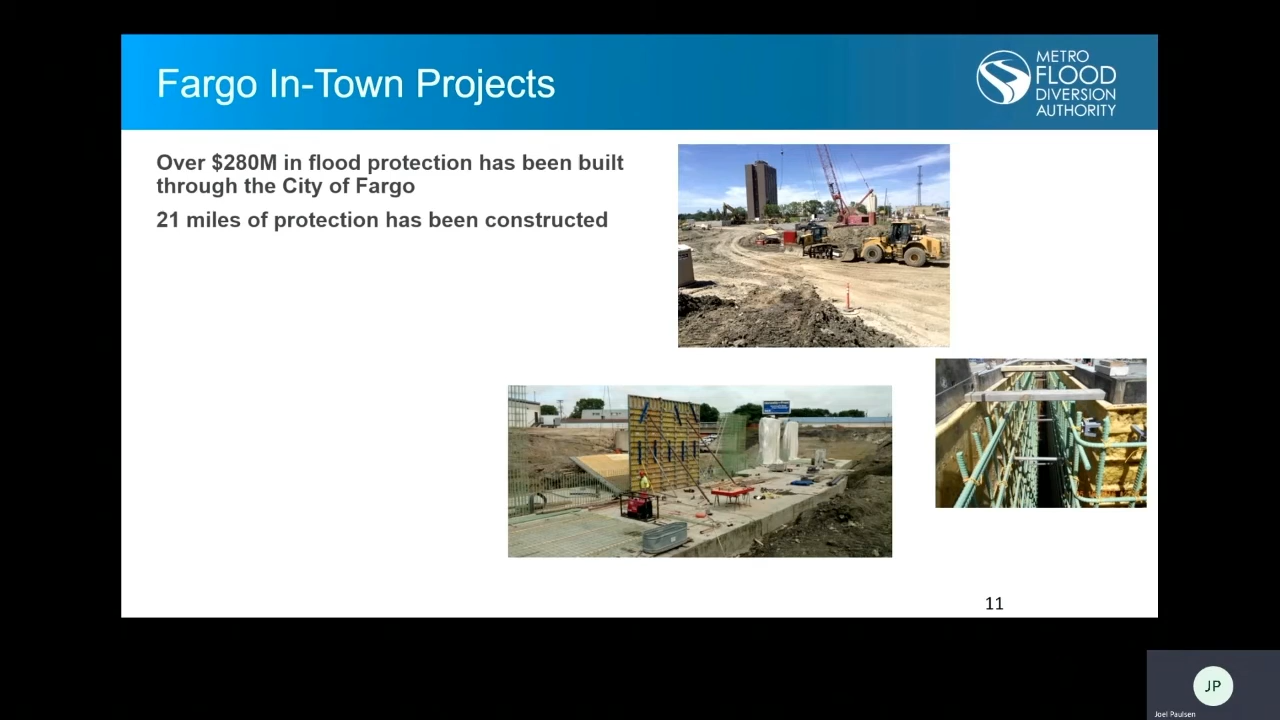 Fargo In-Town Projects
METRO
FLOOD
DIVERSION
AUTHORITY
Over $280M in flood protection has been built
through the City of Fargo
21 miles of protection has been constructed
11
JP
Joel Paulsen